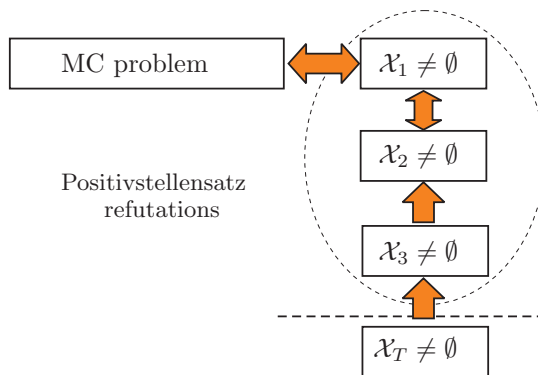 MC problem
𝒳₁ ≠ ∅
𝒳₂ ≠ ∅
Positivstellensatz
refutations
𝒳₃ ≠ ∅
𝒳_T ≠ ∅